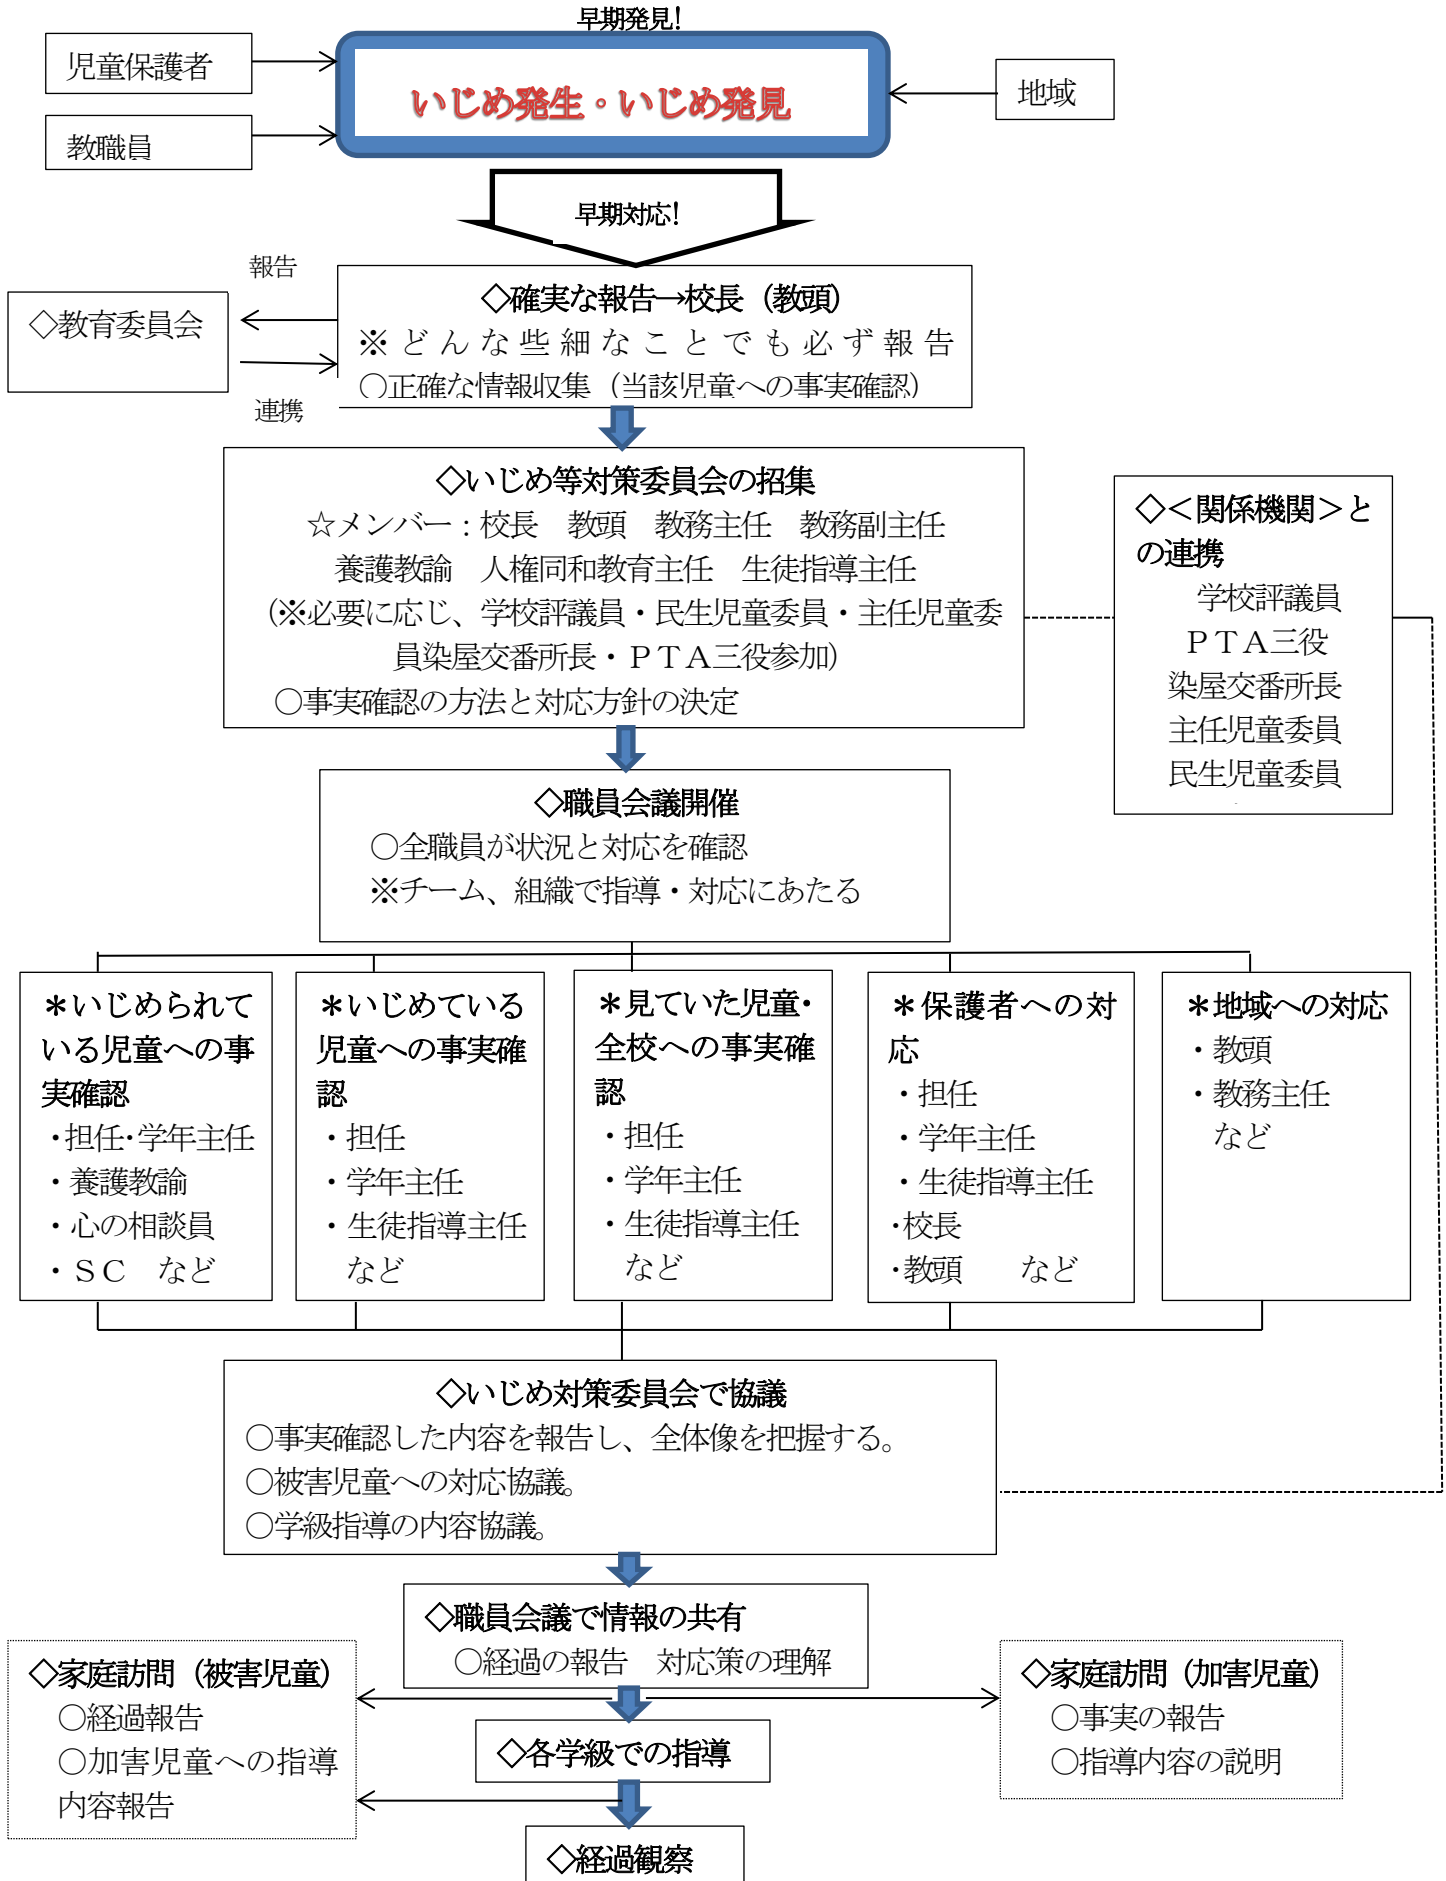 早期発見！
児童保護者
いじめ発生・いじめ発見
地域
教職員
早期対応！
報告
◇教育委員会
連携
◇確実な報告→校長（教頭）
※どんな些細なことでも必ず報告
○正確な情報収集（当該児童への事実確認）
◇いじめ等対策委員会の招集
☆メンバー：校長　教頭　教務主任　教務副主任
養護教諭　人権同和教育主任　生徒指導主任
（※必要に応じ、学校評議員・民生児童委員・主任児童委
員染屋交番所長・ＰＴＡ三役参加）
○事実確認の方法と対応方針の決定
◇＜関係機関＞と
の連携
学校評議員
ＰＴＡ三役
染屋交番所長
主任児童委員
民生児童委員
◇職員会議開催
○全職員が状況と対応を確認
※チーム、組織で指導・対応にあたる
＊いじめられて
いる児童への事
実確認
・担任・学年主任
・養護教諭
・心の相談員
・ＳＣ　など
＊いじめている
児童への事実確
認
・担任
・学年主任
・生徒指導主任
など
＊見ていた児童・
全校への事実確
認
・担任
・学年主任
・生徒指導主任
など
＊保護者への対
応
・担任
・学年主任
・生徒指導主任
・校長
・教頭　　など
＊地域への対応
・教頭
・教務主任
など
◇いじめ対策委員会で協議
○事実確認した内容を報告し、全体像を把握する。
○被害児童への対応協議。
○学級指導の内容協議。
◇職員会議で情報の共有
○経過の報告　対応策の理解
◇家庭訪問（被害児童）
○経過報告
○加害児童への指導
内容報告
◇家庭訪問（加害児童）
○事実の報告
○指導内容の説明
◇各学級での指導
◇経過観察